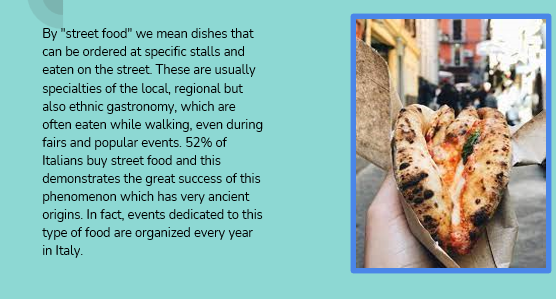 By "street food" we mean dishes that
can be ordered at specific stalls and
eaten on the street. These are usually
specialties of the local, regional but
also ethnic gastronomy, which are
often eaten while walking, even during
fairs and popular events. 52% of
Italians buy street food and this
demonstrates the great success of this
phenomenon which has very ancient
origins. In fact, events dedicated to this
type of food are organized every year
in Italy.